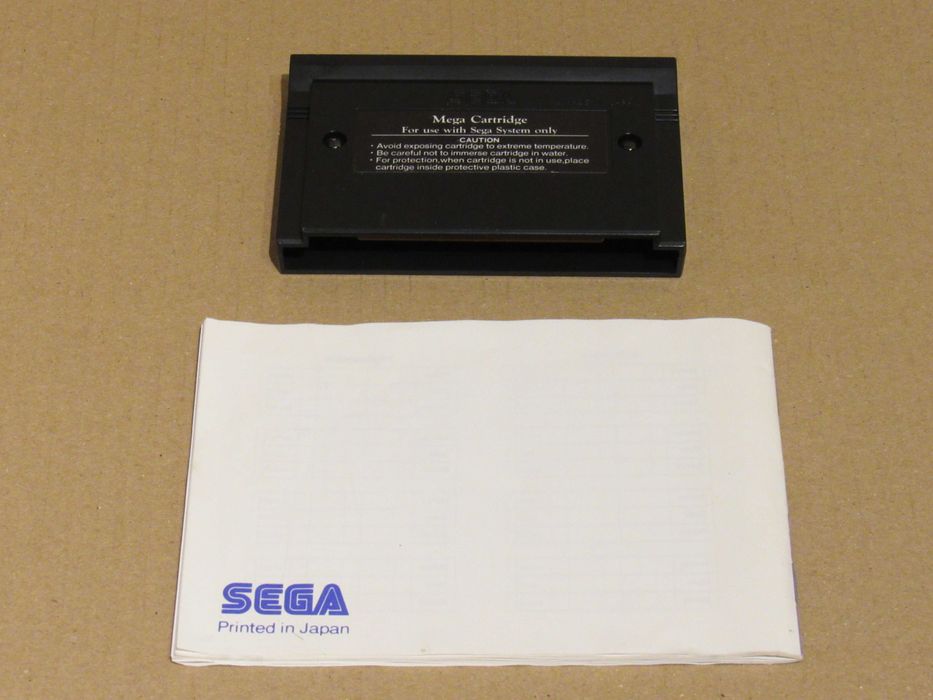 SEGA
Mega Cartridge
For use with Sega System only
CAUTION
· Avoid exposing cartridge to extreme temperature.
· Be careful not to immerse cartridge in water.
· For protection,when cartridge is not in use,place
cartridge inside protective plastic case.
SEGA
Printed in Japan